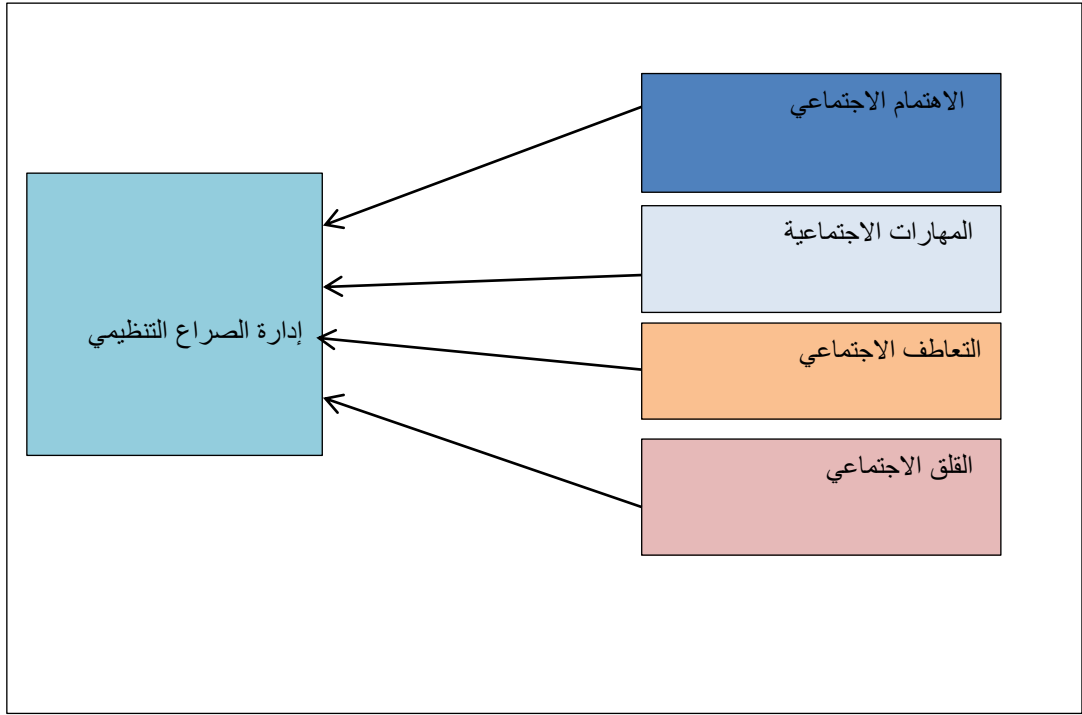 الاهتمام الاجتماعي
المهارات الاجتماعية
إدارة الصراع التنظيمي
التعاطف الاجتماعي
القلق الاجتماعي